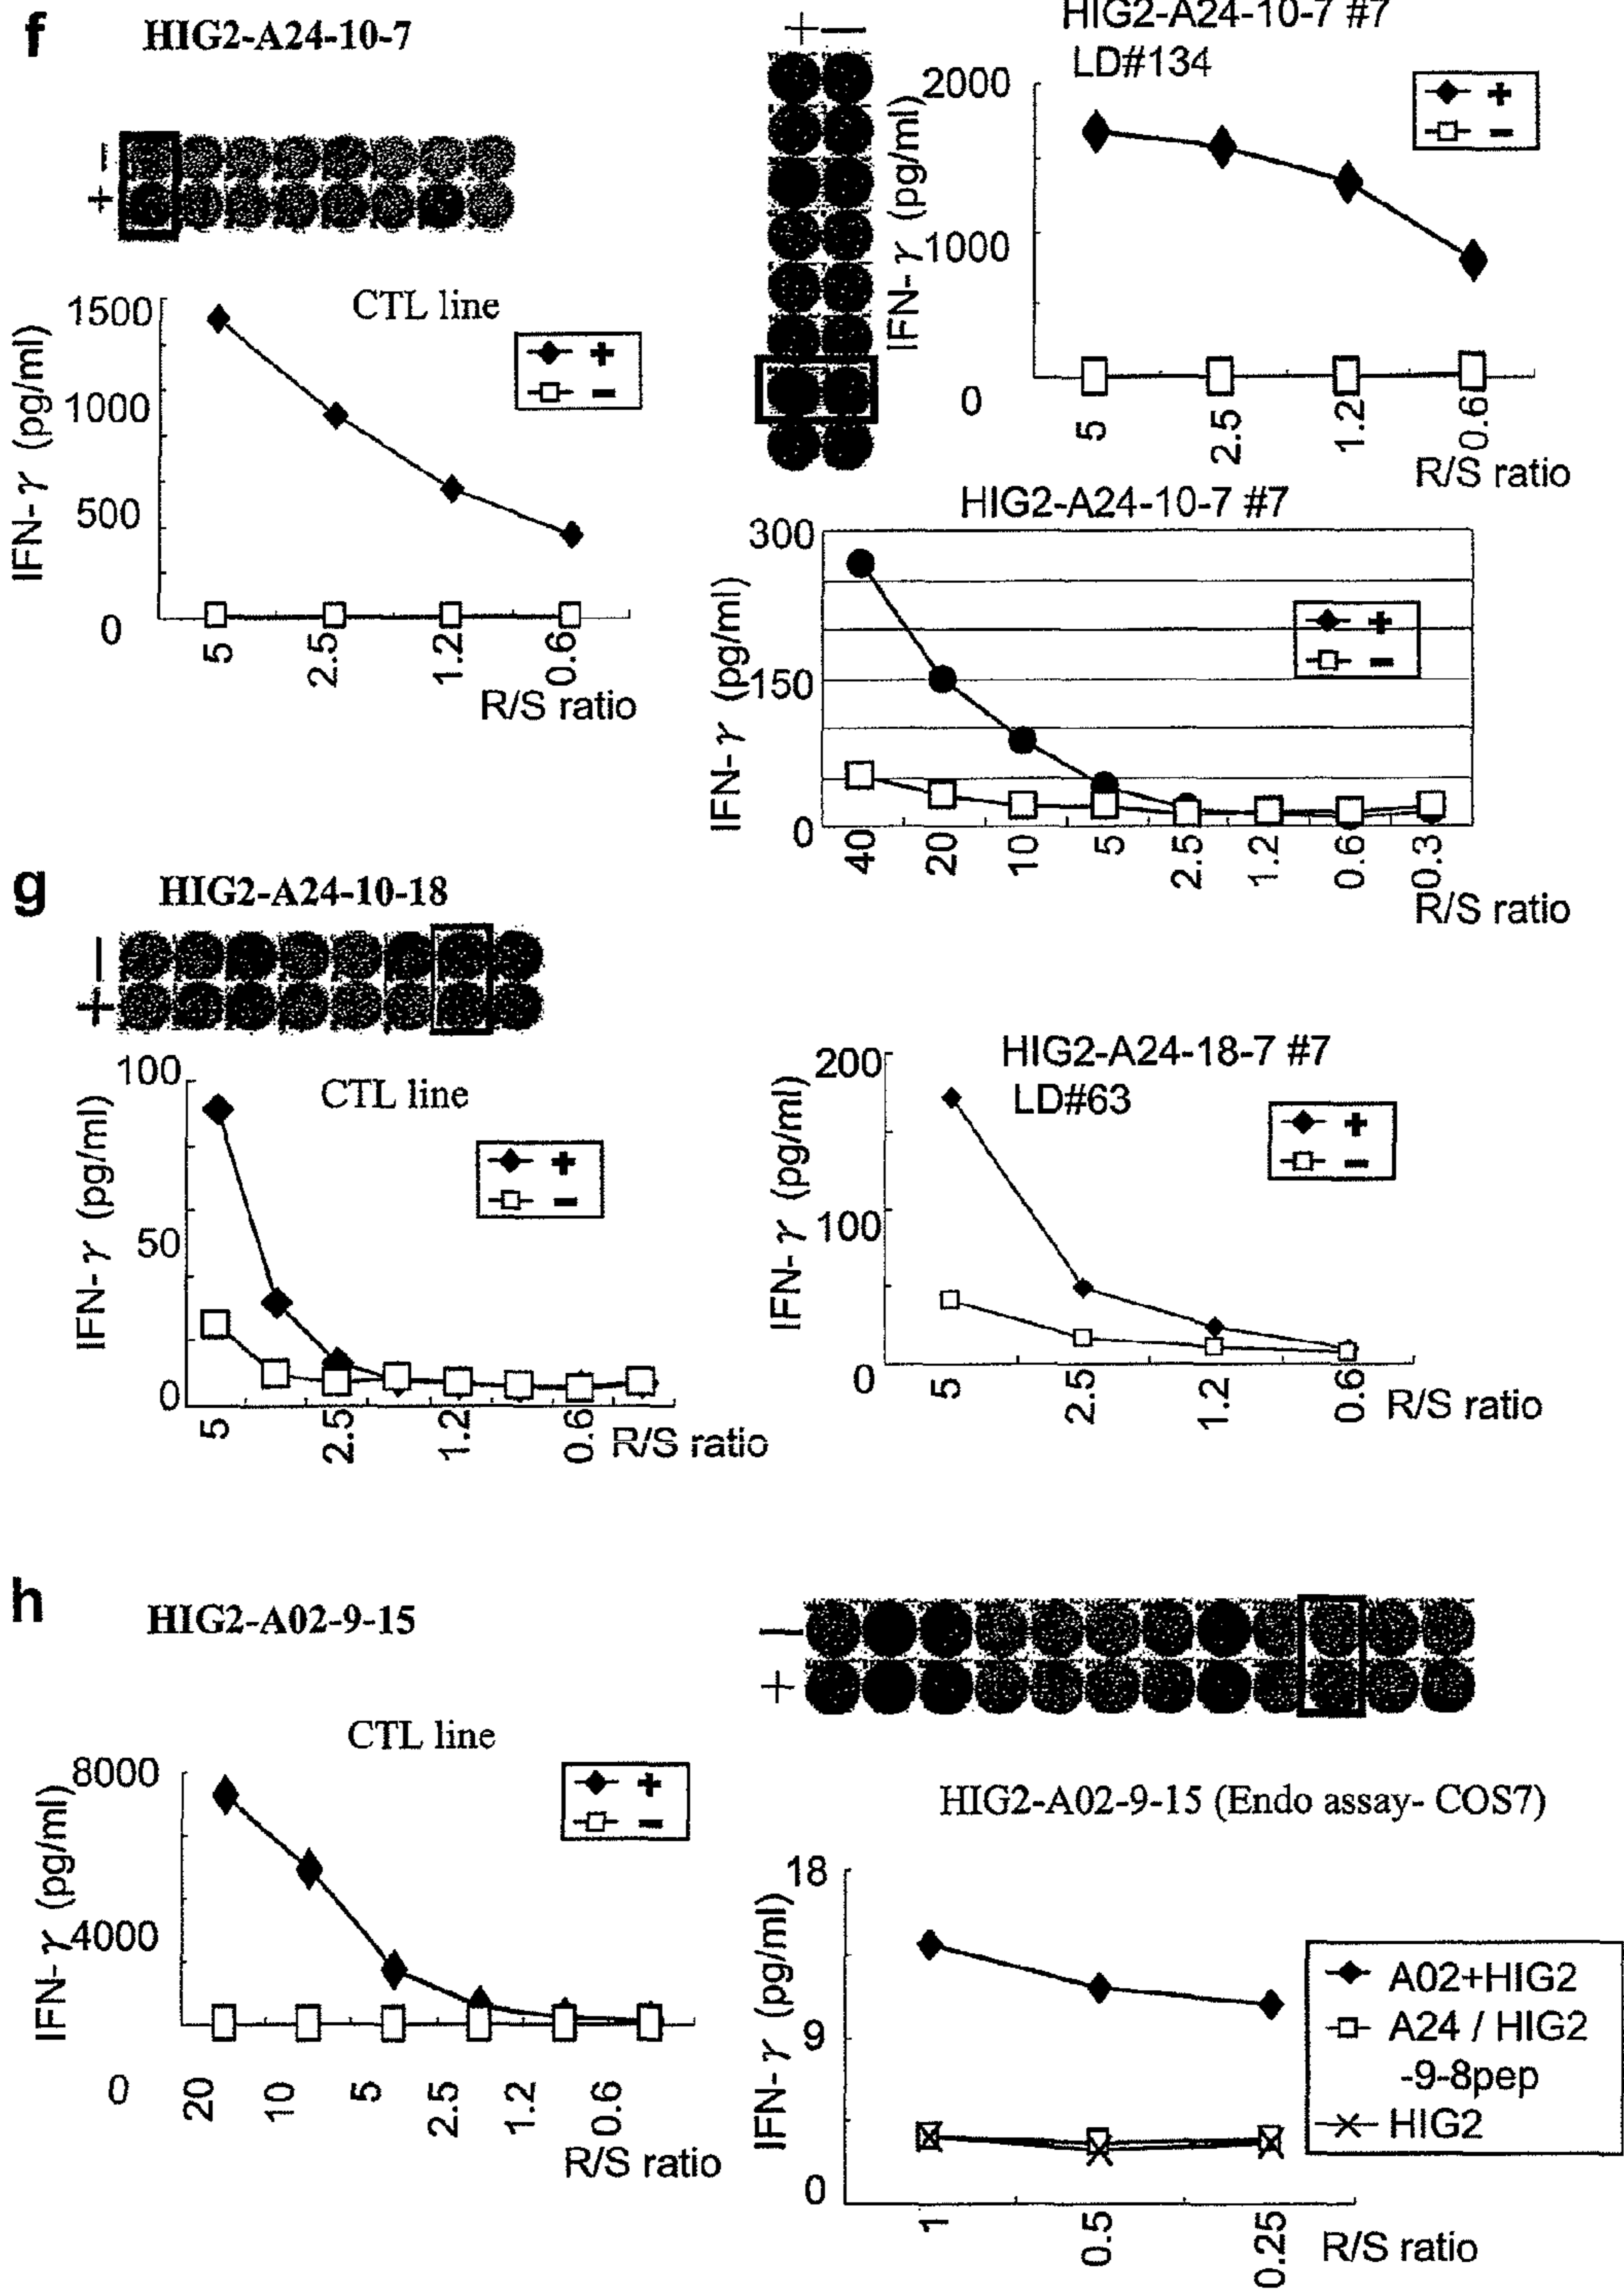 f
HIG2-A24-10-7
−
+
CTL line
IFN-γ (pg/ml)
1500
1000
500
0
+
−
5
2.5
1.2
0.6
R/S ratio
+ −
HIG2-A24-10-7 #7
LD#134
IFN-γ (pg/ml)
2000
1000
0
+
−
5
2.5
1.2
0.6
R/S ratio
HIG2-A24-10-7 #7
IFN-γ (pg/ml)
300
150
0
+
−
40
20
10
5
2.5
1.2
0.6
0.3
R/S ratio
g
HIG2-A24-10-18
−
+
CTL line
IFN-γ (pg/ml)
100
50
0
+
−
5
2.5
1.2
0.6
R/S ratio
HIG2-A24-18-7 #7
LD#63
IFN-γ (pg/ml)
200
100
0
+
−
5
2.5
1.2
0.6
R/S ratio
h
HIG2-A02-9-15
−
+
CTL line
IFN-γ (pg/ml)
8000
4000
0
+
−
20
10
5
2.5
1.2
0.6
R/S ratio
HIG2-A02-9-15 (Endo assay- COS7)
IFN-γ (pg/ml)
18
9
0
A02+HIG2
A24 / HIG2
-9-8pep
HIG2
1
0.5
0.25
R/S ratio